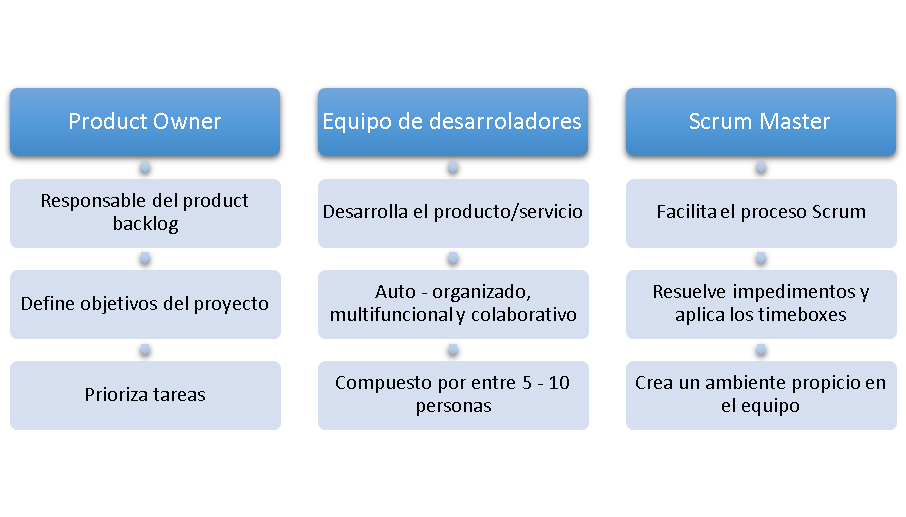 Product Owner
Responsable del product
backlog
Define objetivos del proyecto
Prioriza tareas
Equipo de desarroladores
Desarrolla el producto/servicio
Auto - organizado,
multifuncional y colaborativo
Compuesto por entre 5 - 10
personas
Scrum Master
Facilita el proceso Scrum
Resuelve impedimentos y
aplica los timeboxes
Crea un ambiente propicio en
el equipo